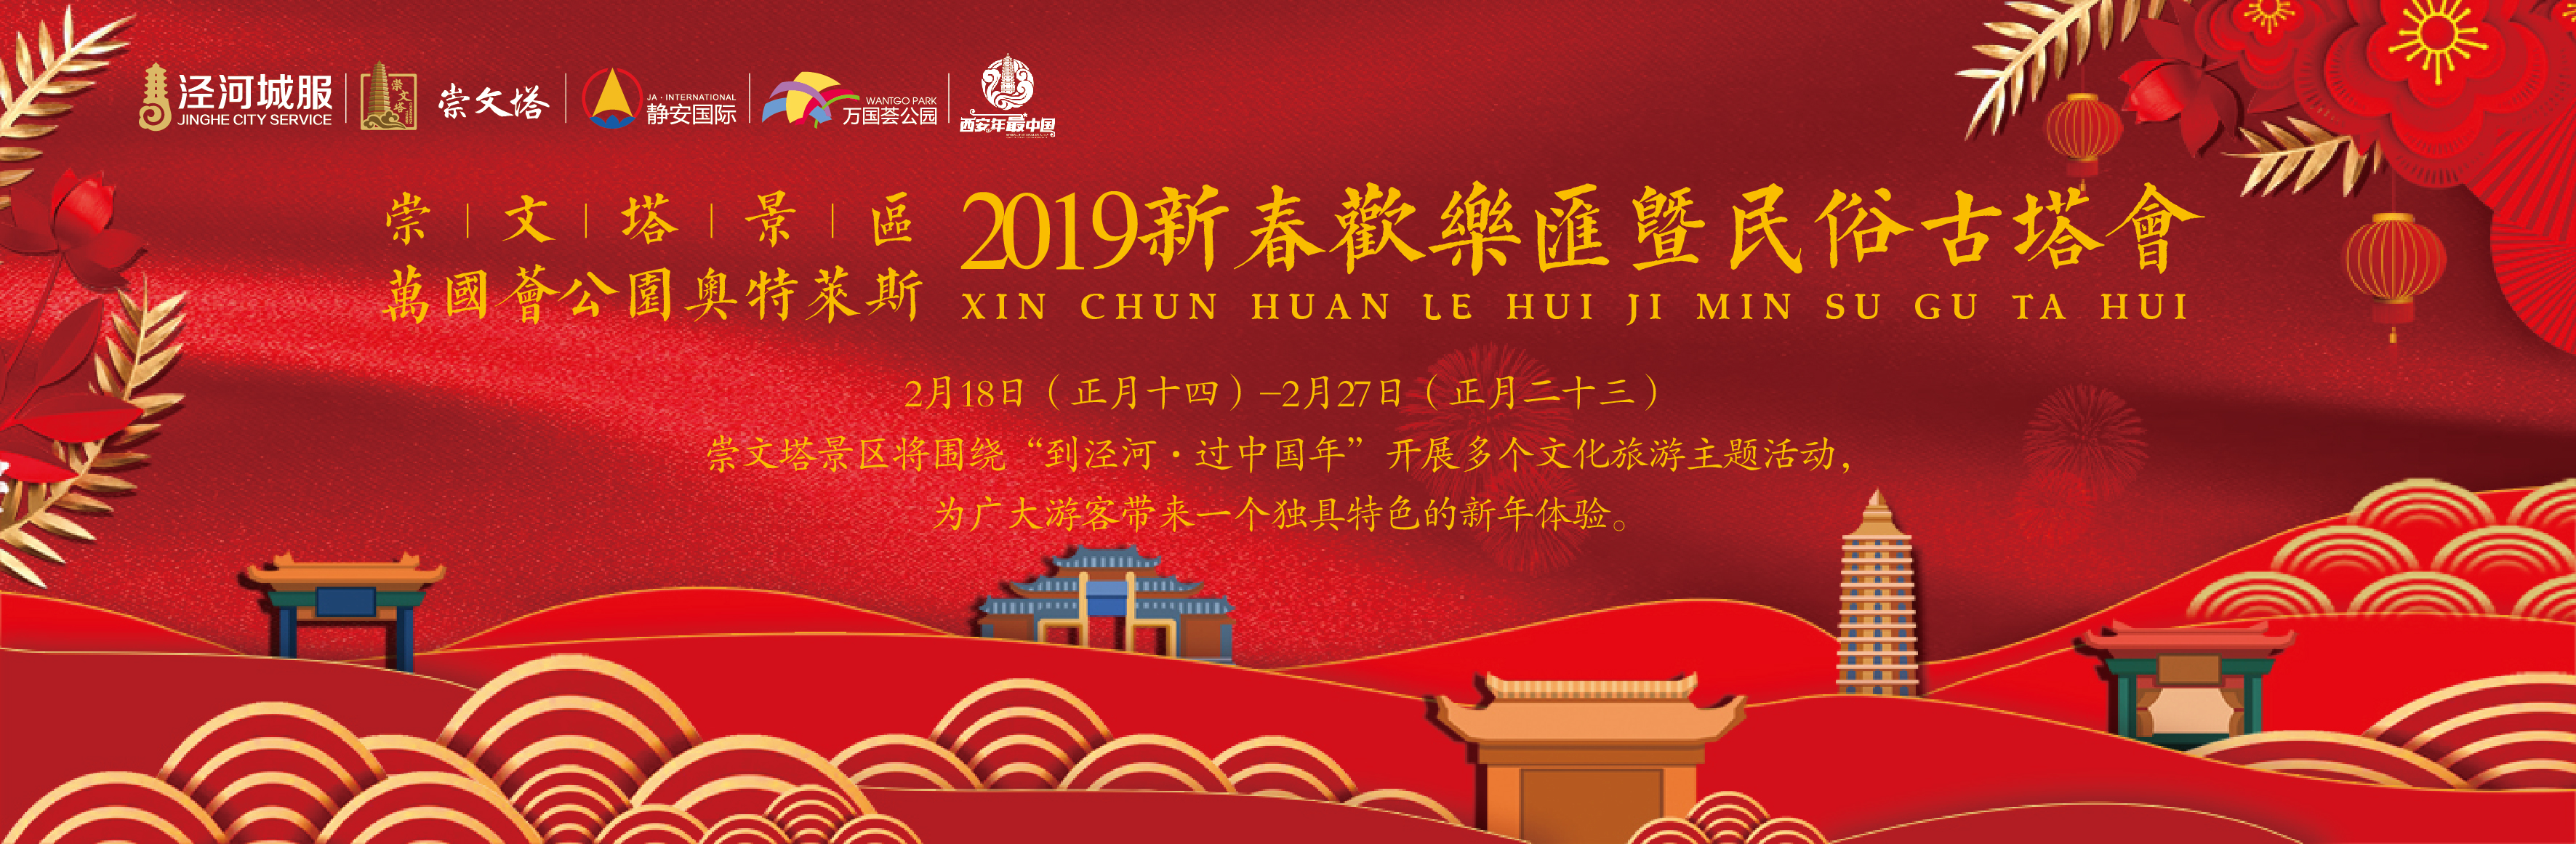 泾河城服
JINGHE CITY SERVICE
崇文塔
崇文塔
JA · INTERNATIONAL
静安国际
WANTGO PARK
万国荟公园
西安年最中国
崇文塔景區
萬國薈公園奥特萊斯
2019新春歡樂匯暨民俗古塔會
XIN CHUN HUAN LE HUI JI MIN SU GU TA HUI
2月18日（正月十四）–2月27日（正月二十三）
崇文塔景区将围绕“到泾河·过中国年”开展多个文化旅游主题活动，
为广大游客带来一个独具特色的新年体验。